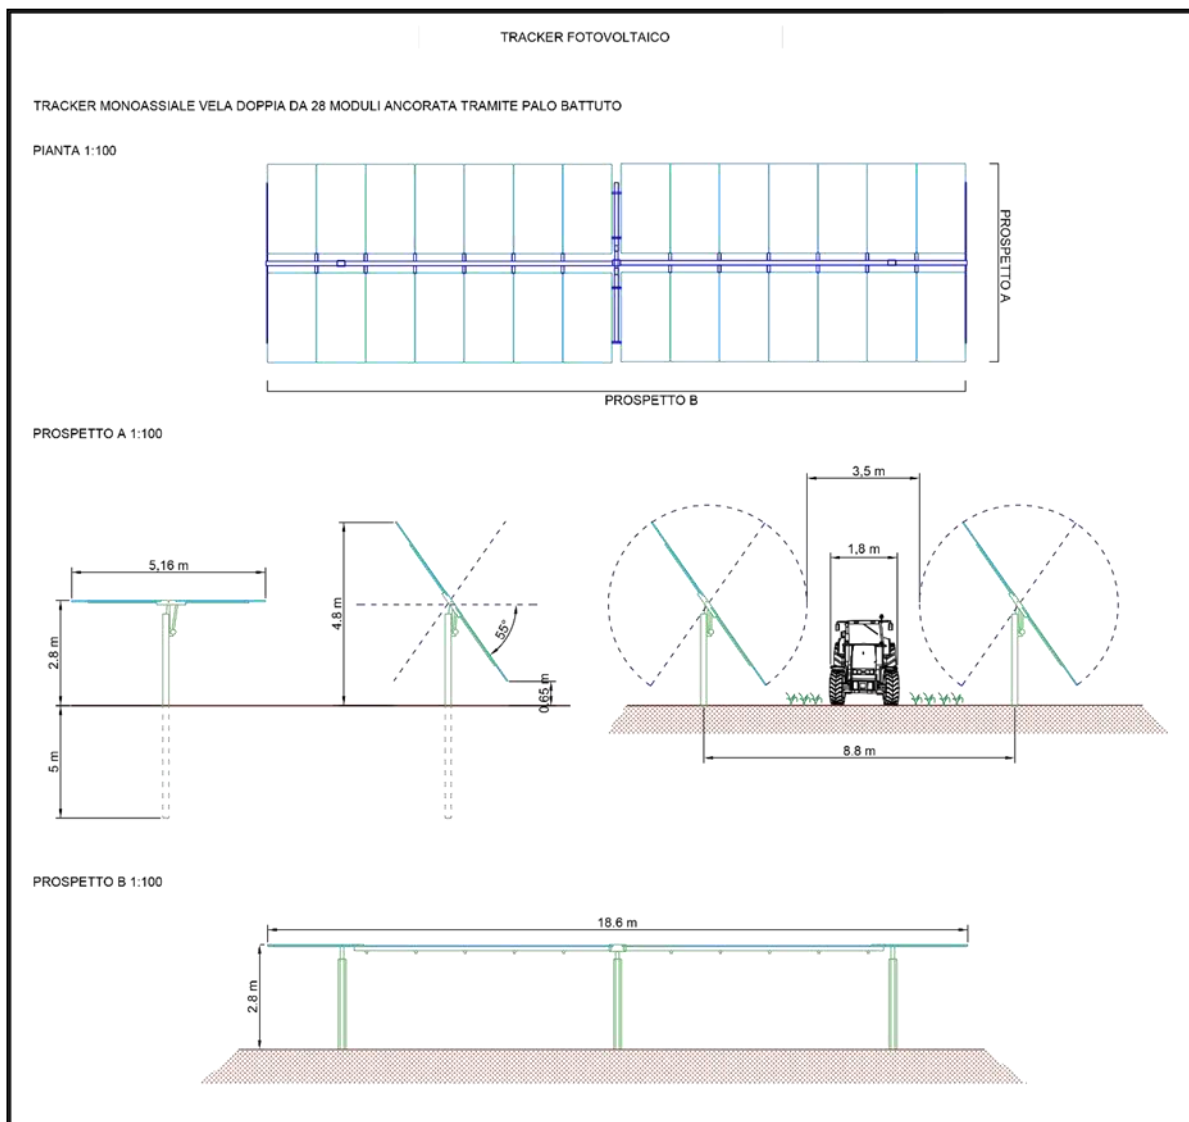 TRACKER FOTOVOLTAICO
TRACKER MONOASSIALE VELA DOPPIA DA 28 MODULI ANCORATA TRAMITE PALO BATTUTO
PIANTA 1:100
PROSPETTO A
PROSPETTO B
PROSPETTO A 1:100
3,5 m
1,8 m
5,16 m
4.8 m
2.8 m
55°
0.65 m
5 m
8.8 m
PROSPETTO B 1:100
18.6 m
2.8 m